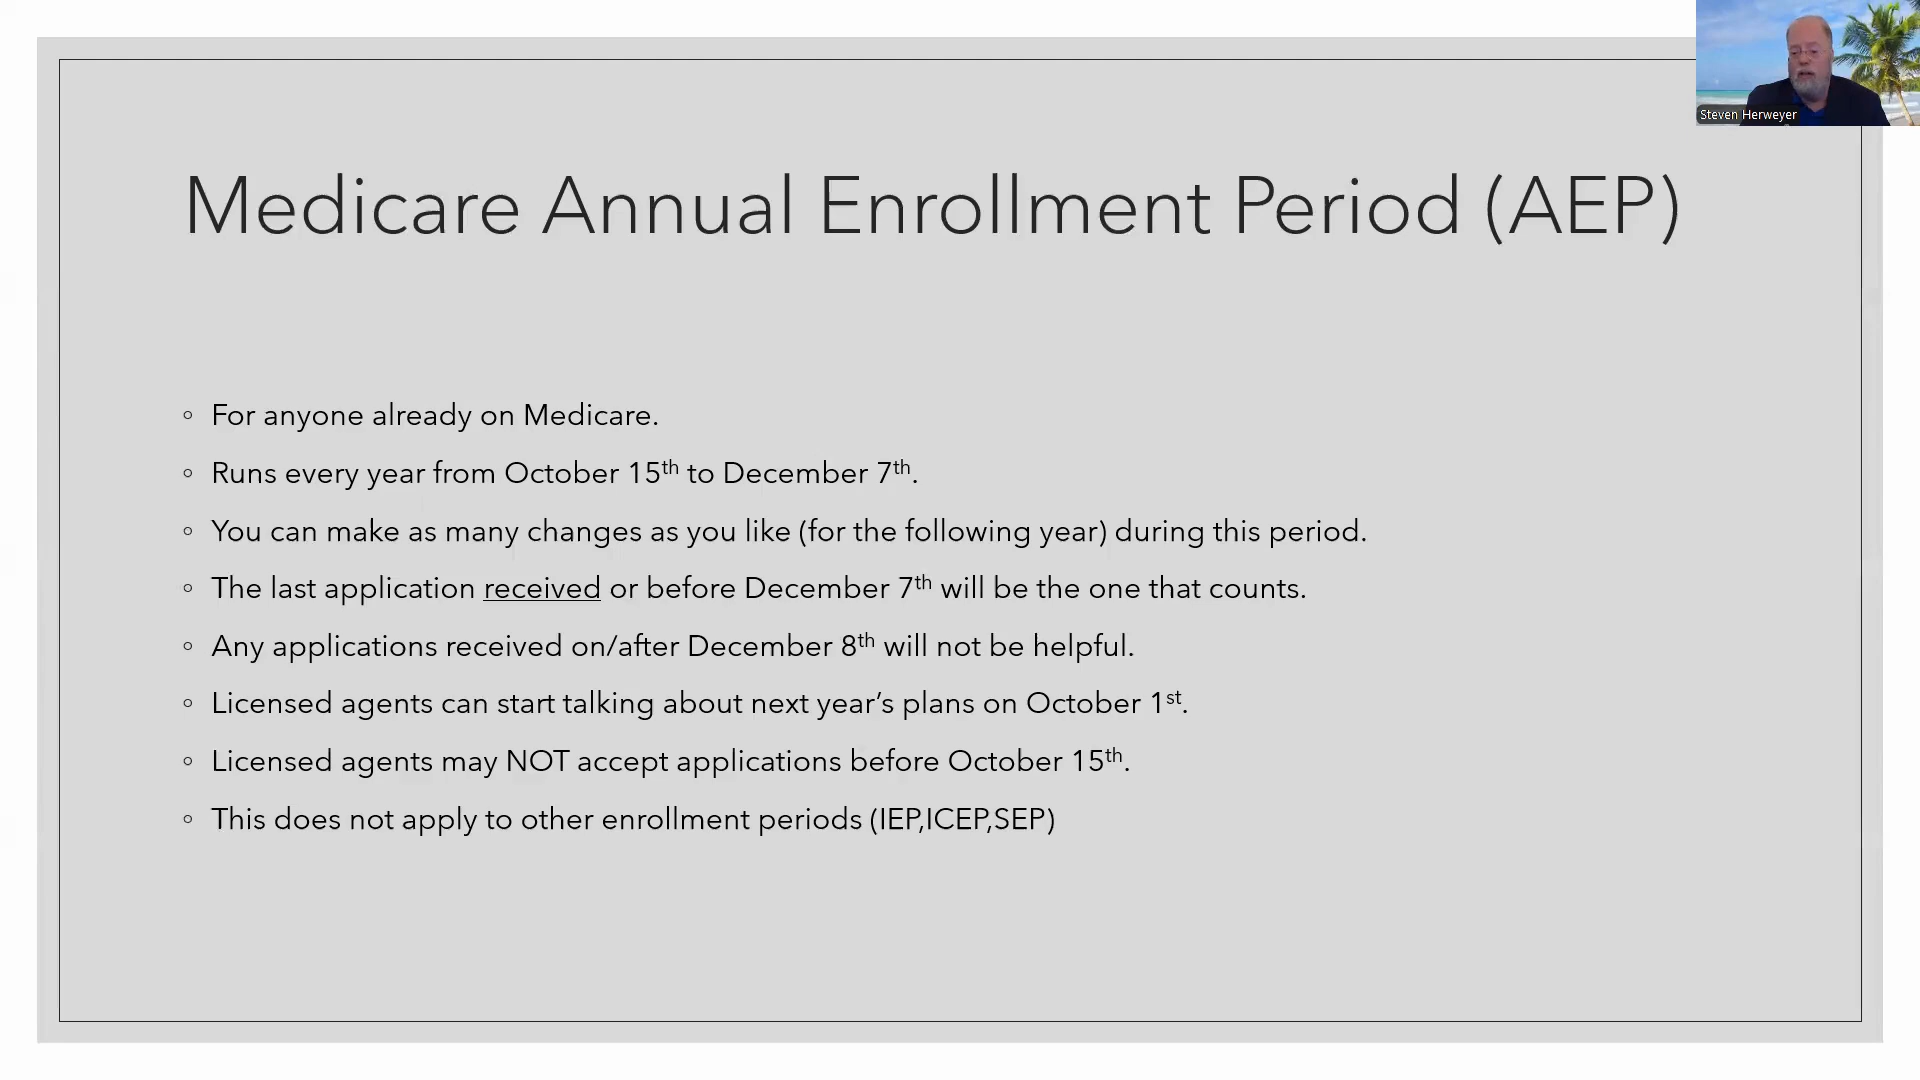 Steven Herweyer
Medicare Annual Enrollment Period (AEP)
◦ For anyone already on Medicare.
◦ Runs every year from October 15th to December 7th.
◦ You can make as many changes as you like (for the following year) during this period.
◦ The last application received or before December 7th will be the one that counts.
◦ Any applications received on/after December 8th will not be helpful.
◦ Licensed agents can start talking about next year’s plans on October 1st.
◦ Licensed agents may NOT accept applications before October 15th.
◦ This does not apply to other enrollment periods (IEP,ICEP,SEP)